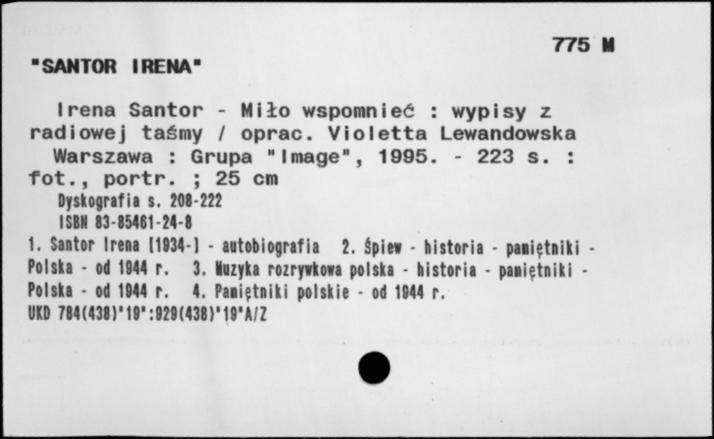 775 M
"SANTOR IRENA"
Irena Santor - Miło wspomnieć : wypisy z
radiowej taśmy / oprac. Violetta Lewandowska
Warszawa : Grupa "Image", 1995. - 223 s. :
fot., portr. ; 25 cm
Dyskografia s. 208-222
ISBN 83-85461-24-8
1. Santor Irena [1934-] - autobiografia 2. Śpiew - historia - pamiętniki -
Polska - od 1944 r. 3. Muzyka rozrywkowa polska - historia - pamiętniki -
Polska - od 1944 r. 4. Pamiętniki polskie - od 1944 r.
UKD 784(438)"19":929(438)"19"A/Z